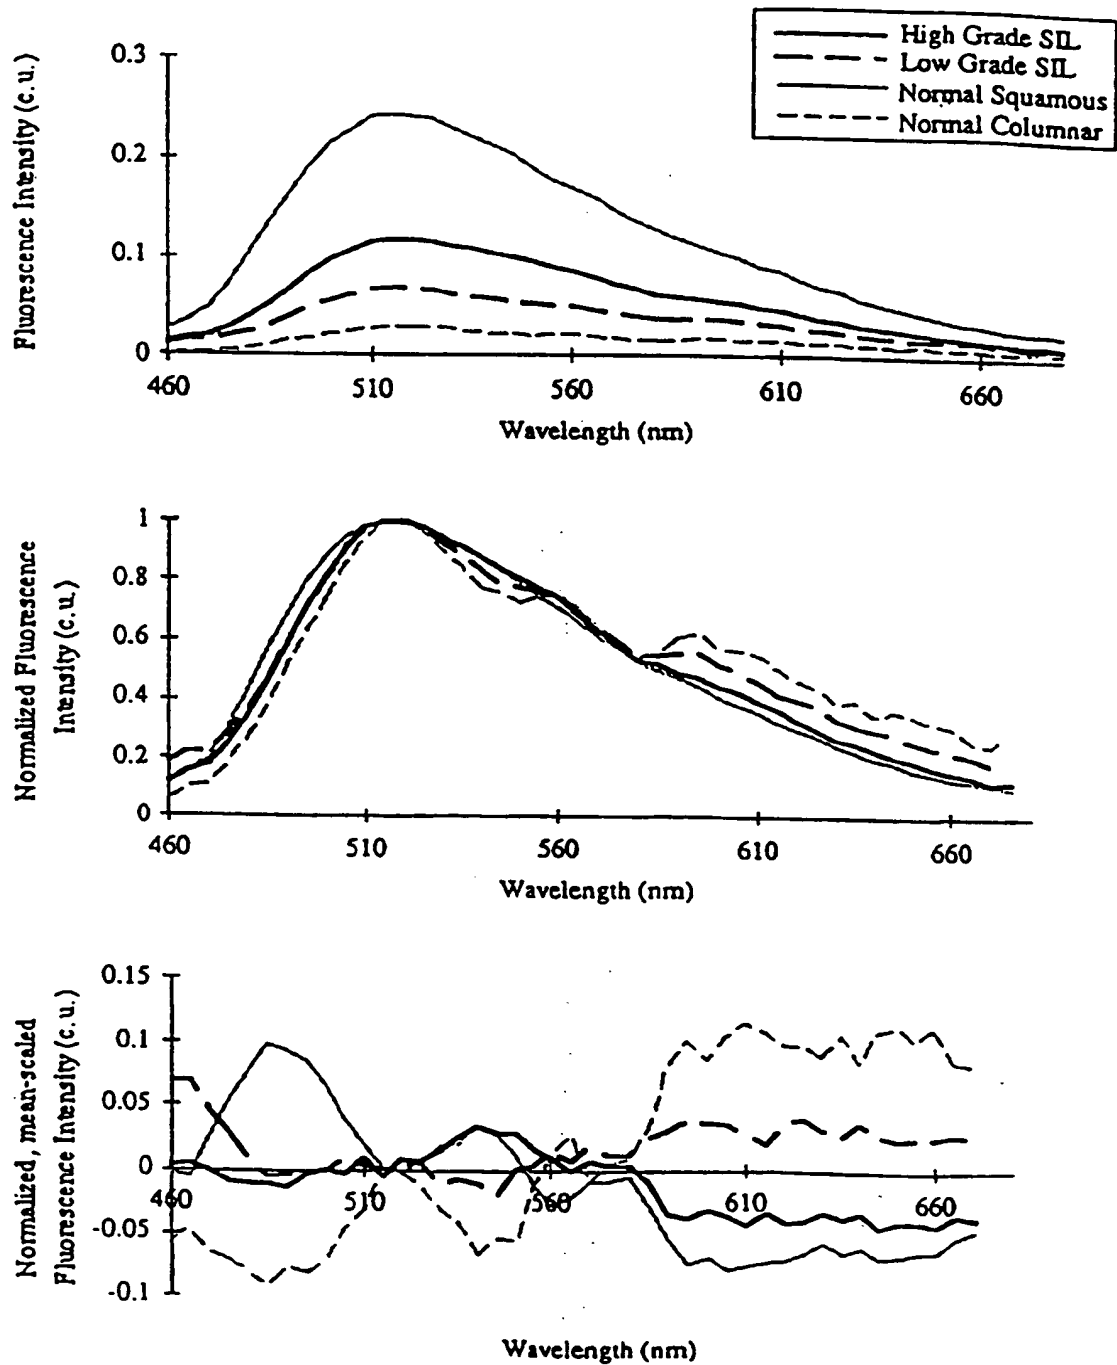 High Grade SIL
Low Grade SIL
Normal Squamous
Normal Columnar
Fluorescence Intensity (c.u.)
0.3
0.2
0.1
0
460
510
560
610
660
Wavelength (nm)
Normalized Fluorescence
Intensity (c.u.)
1
0.8
0.6
0.4
0.2
0
460
510
560
610
660
Wavelength (nm)
Normalized, mean-scaled
Fluorescence Intensity (c.u.)
0.15
0.1
0.05
0
-0.05
-0.1
460
510
560
610
660
Wavelength (nm)